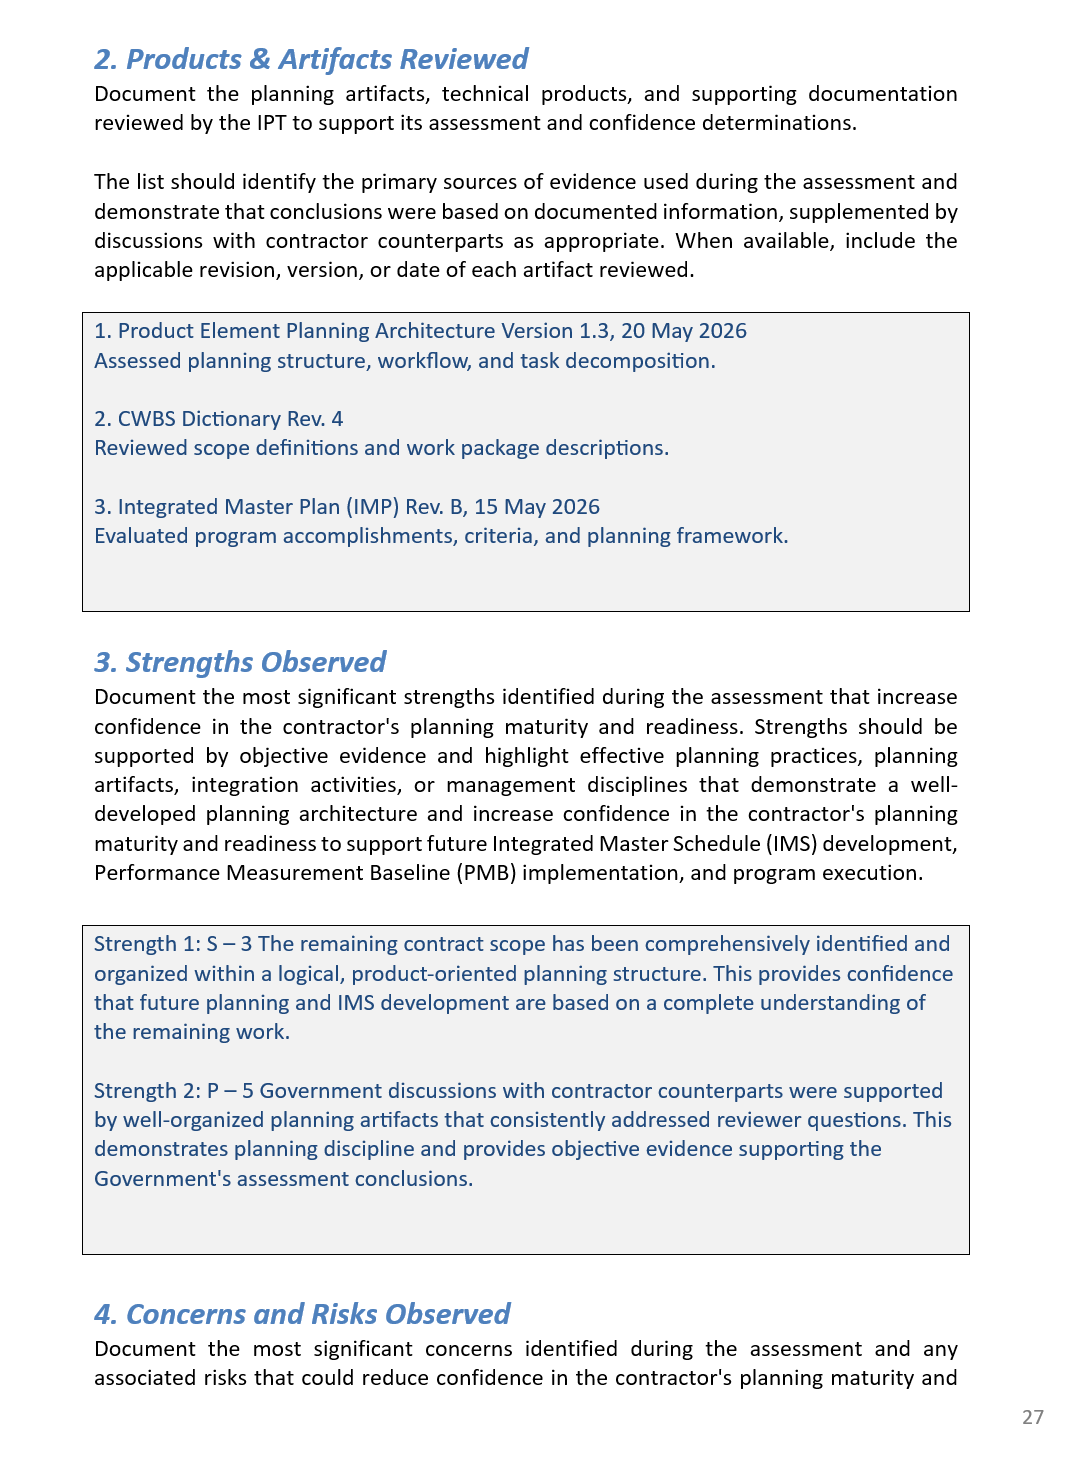 2. Products & Artifacts Reviewed
Document the planning artifacts, technical products, and supporting documentation
reviewed by the IPT to support its assessment and confidence determinations.
The list should identify the primary sources of evidence used during the assessment and
demonstrate that conclusions were based on documented information, supplemented by
discussions with contractor counterparts as appropriate. When available, include the
applicable revision, version, or date of each artifact reviewed.
1. Product Element Planning Architecture Version 1.3, 20 May 2026
Assessed planning structure, workflow, and task decomposition.
2. CWBS Dictionary Rev. 4
Reviewed scope definitions and work package descriptions.
3. Integrated Master Plan (IMP) Rev. B, 15 May 2026
Evaluated program accomplishments, criteria, and planning framework.
3. Strengths Observed
Document the most significant strengths identified during the assessment that increase
confidence in the contractor's planning maturity and readiness. Strengths should be
supported by objective evidence and highlight effective planning practices, planning
artifacts, integration activities, or management disciplines that demonstrate a well-
developed planning architecture and increase confidence in the contractor's planning
maturity and readiness to support future Integrated Master Schedule (IMS) development,
Performance Measurement Baseline (PMB) implementation, and program execution.
Strength 1: S – 3 The remaining contract scope has been comprehensively identified and
organized within a logical, product-oriented planning structure. This provides confidence
that future planning and IMS development are based on a complete understanding of
the remaining work.
Strength 2: P – 5 Government discussions with contractor counterparts were supported
by well-organized planning artifacts that consistently addressed reviewer questions. This
demonstrates planning discipline and provides objective evidence supporting the
Government's assessment conclusions.
4. Concerns and Risks Observed
Document the most significant concerns identified during the assessment and any
associated risks that could reduce confidence in the contractor's planning maturity and
27